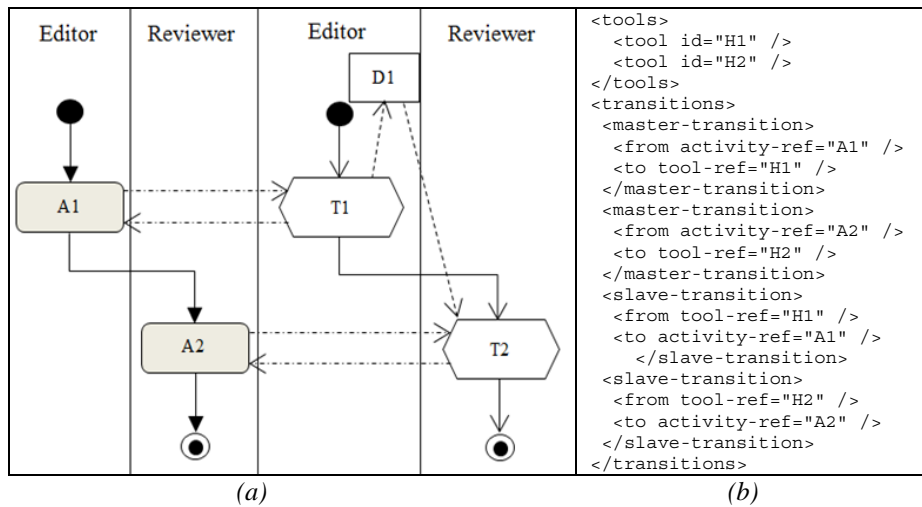 Editor
Reviewer
Editor
Reviewer
D1
A1
T1
A2
T2
<tools>
  <tool id="H1" />
  <tool id="H2" />
</tools>
<transitions>
 <master-transition>
  <from activity-ref="A1" />
  <to tool-ref="H1" />
 </master-transition>
 <master-transition>
  <from activity-ref="A2" />
  <to tool-ref="H2" />
 </master-transition>
 <slave-transition>
  <from tool-ref="H1" />
  <to activity-ref="A1" />
    </slave-transition>
 <slave-transition>
  <from tool-ref="H2" />
  <to activity-ref="A2" />
 </slave-transition>
</transitions>
(a)
(b)